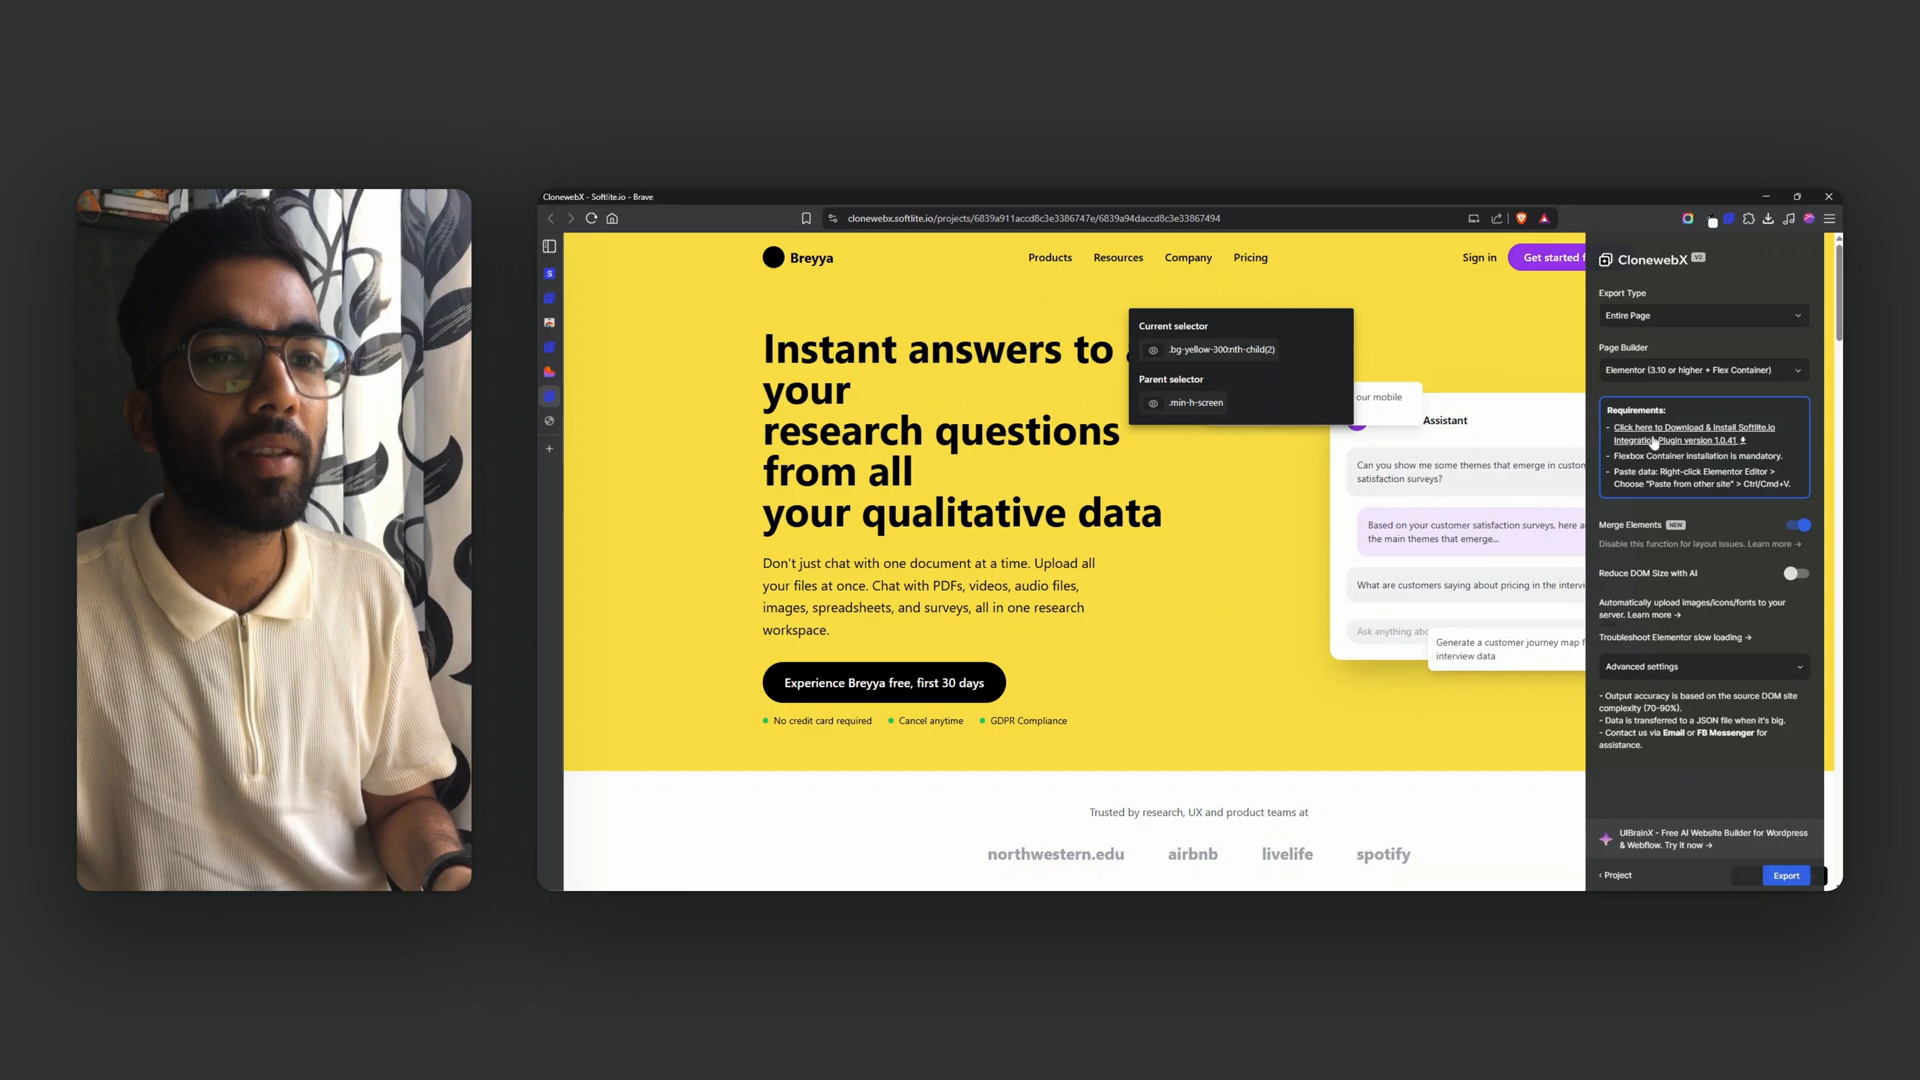 ClonewebX - Softlite.io - Brave
clonewebx.softlite.io/projects/6839a911accd8c3e3386747e/6839a94daccd8c3e33867494
Breyya
Products
Resources
Company
Pricing
Sign in
Get started f
Instant answers to a
your
research questions
from all
your qualitative data
Don't just chat with one document at a time. Upload all
your files at once. Chat with PDFs, videos, audio files,
images, spreadsheets, and surveys, all in one research
workspace.
Experience Breyya free, first 30 days
No credit card required
Cancel anytime
GDPR Compliance
Current selector
.bg-yellow-300:nth-child(2)
Parent selector
.min-h-screen
our mobile
Assistant
Can you show me some themes that emerge in custom
satisfaction surveys?
Based on your customer satisfaction surveys, here a
the main themes that emerge...
What are customers saying about pricing in the intervi
Ask anything abo
Generate a customer journey map f
interview data
Trusted by research, UX and product teams at
northwestern.edu
airbnb
livelife
spotify
ClonewebX V2
Export Type
Entire Page
Page Builder
Elementor (3.10 or higher + Flex Container)
Requirements:
- Click here to Download & Install Softlite.io
Integration Plugin version 1.0.41
- Flexbox Container installation is mandatory.
- Paste data: Right-click Elementor Editor >
Choose "Paste from other site" > Ctrl/Cmd+V.
Merge Elements NEW
Disable this function for layout issues. Learn more →
Reduce DOM Size with AI
Automatically upload images/icons/fonts to your
server. Learn more →
Troubleshoot Elementor slow loading →
Advanced settings
- Output accuracy is based on the source DOM site
complexity (70-90%).
- Data is transferred to a JSON file when it's big.
- Contact us via Email or FB Messenger for
assistance.
UIBrainX - Free AI Website Builder for Wordpress
& Webflow. Try it now →
‹ Project
Export